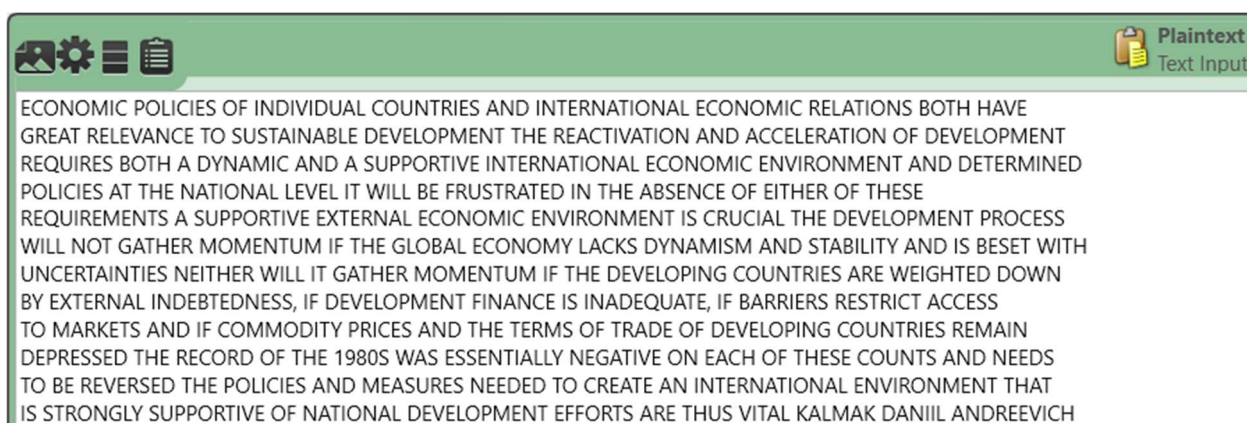 Plaintext
Text Input
ECONOMIC POLICIES OF INDIVIDUAL COUNTRIES AND INTERNATIONAL ECONOMIC RELATIONS BOTH HAVE
GREAT RELEVANCE TO SUSTAINABLE DEVELOPMENT THE REACTIVATION AND ACCELERATION OF DEVELOPMENT
REQUIRES BOTH A DYNAMIC AND A SUPPORTIVE INTERNATIONAL ECONOMIC ENVIRONMENT AND DETERMINED
POLICIES AT THE NATIONAL LEVEL IT WILL BE FRUSTRATED IN THE ABSENCE OF EITHER OF THESE
REQUIREMENTS A SUPPORTIVE EXTERNAL ECONOMIC ENVIRONMENT IS CRUCIAL THE DEVELOPMENT PROCESS
WILL NOT GATHER MOMENTUM IF THE GLOBAL ECONOMY LACKS DYNAMISM AND STABILITY AND IS BESET WITH
UNCERTAINTIES NEITHER WILL IT GATHER MOMENTUM IF THE DEVELOPING COUNTRIES ARE WEIGHTED DOWN
BY EXTERNAL INDEBTEDNESS, IF DEVELOPMENT FINANCE IS INADEQUATE, IF BARRIERS RESTRICT ACCESS
TO MARKETS AND IF COMMODITY PRICES AND THE TERMS OF TRADE OF DEVELOPING COUNTRIES REMAIN
DEPRESSED THE RECORD OF THE 1980S WAS ESSENTIALLY NEGATIVE ON EACH OF THESE COUNTS AND NEEDS
TO BE REVERSED THE POLICIES AND MEASURES NEEDED TO CREATE AN INTERNATIONAL ENVIRONMENT THAT
IS STRONGLY SUPPORTIVE OF NATIONAL DEVELOPMENT EFFORTS ARE THUS VITAL KALMAK DANIIL ANDREEVICH